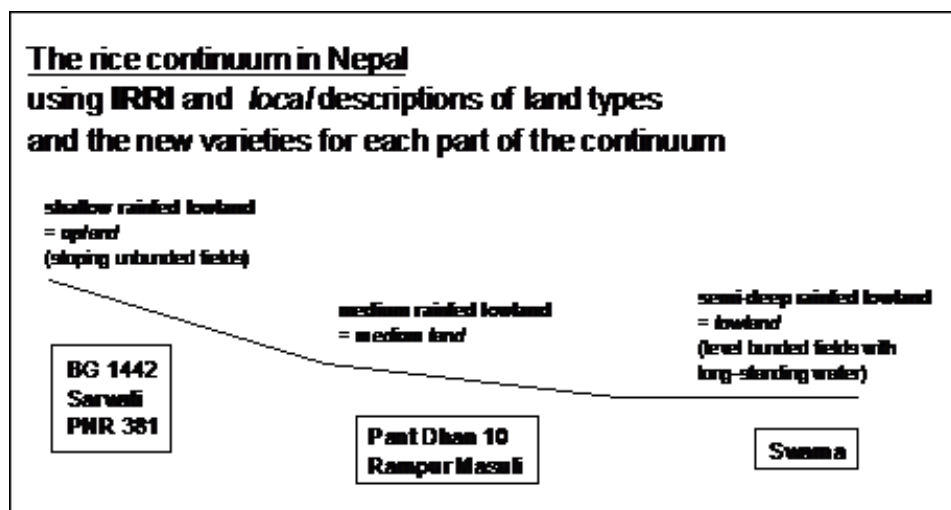 The rice continuum in Nepal
using IRRI and local descriptions of land types
and the new varieties for each part of the continuum
shallow rainfed lowland
= upland
(sloping unbunded fields)
medium rainfed lowland
= medium land
semi-deep rainfed lowland
= lowland
(level bunded fields with
long-standing water)
BG 1442
Sarwati
PNR 381
Pant Dhan 10
Rampur Masuli
Swarna